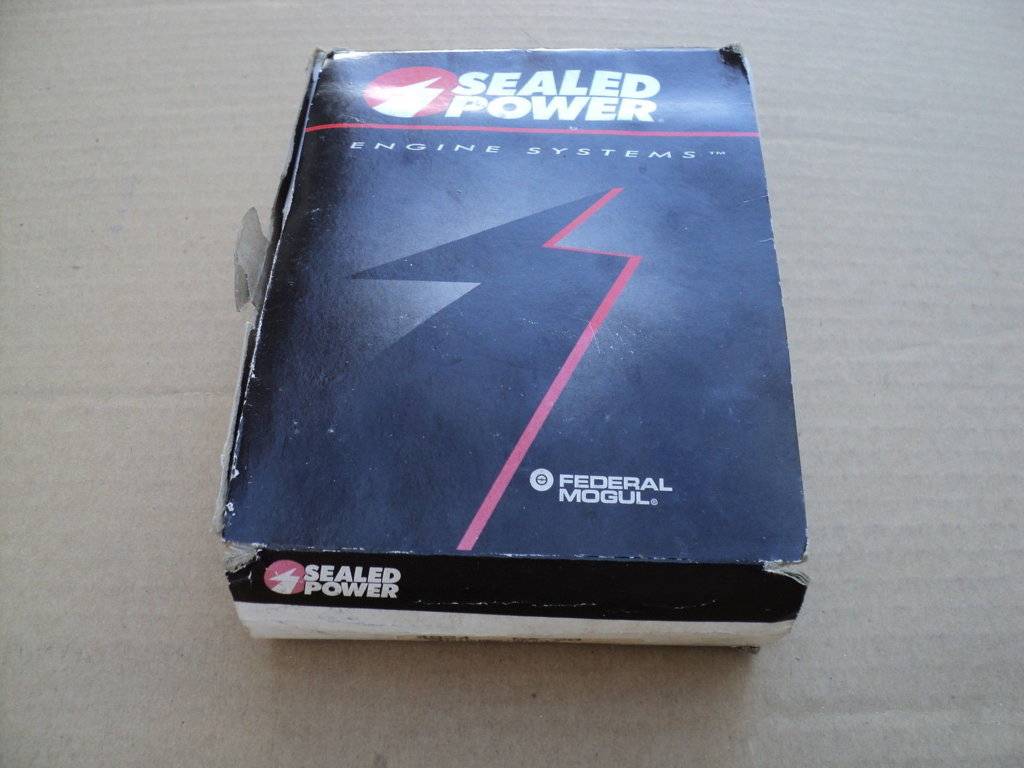 SEALED
POWER®
ENGINE SYSTEMS™
FEDERAL
MOGUL®
SEALED
POWER